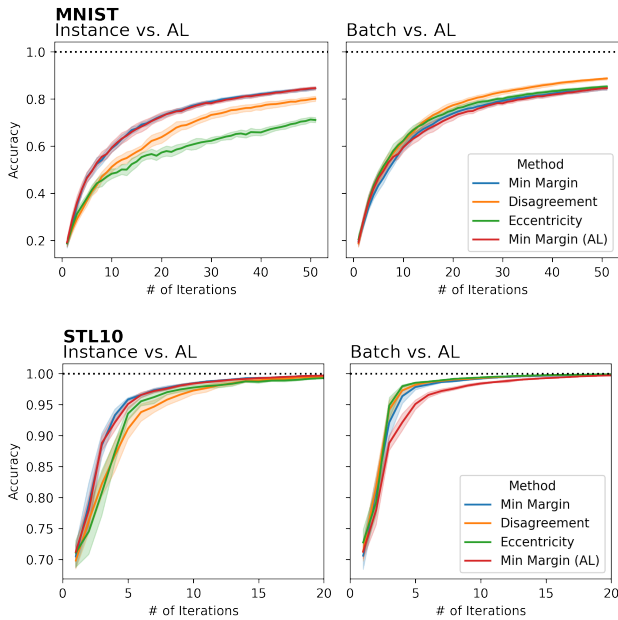 MNIST
Instance vs. AL
Batch vs. AL
1.0
0.8
0.6
0.4
0.2
Accuracy
0 10 20 30 40 50
# of Iterations
0 10 20 30 40 50
# of Iterations
Method
Min Margin
Disagreement
Eccentricity
Min Margin (AL)
STL10
Instance vs. AL
Batch vs. AL
1.00
0.95
0.90
0.85
0.80
0.75
0.70
Accuracy
0 5 10 15 20
# of Iterations
0 5 10 15 20
# of Iterations
Method
Min Margin
Disagreement
Eccentricity
Min Margin (AL)